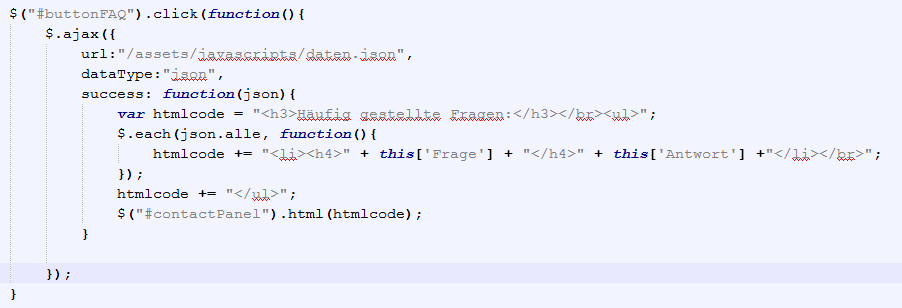 $("#buttonFAQ").click(function(){
    $.ajax({
        url:"/assets/javascripts/daten.json",
        dataType:"json",
        success: function(json){
            var htmlcode = "<h3>Häufig gestellte Fragen:</h3></br><ul>";
            $.each(json.alle, function(){
                htmlcode += "<li><h4>" + this['Frage'] + "</h4>" + this['Antwort'] +"</li></br>";
            });
            htmlcode += "</ul>";
            $("#contactPanel").html(htmlcode);
        }
    });
}